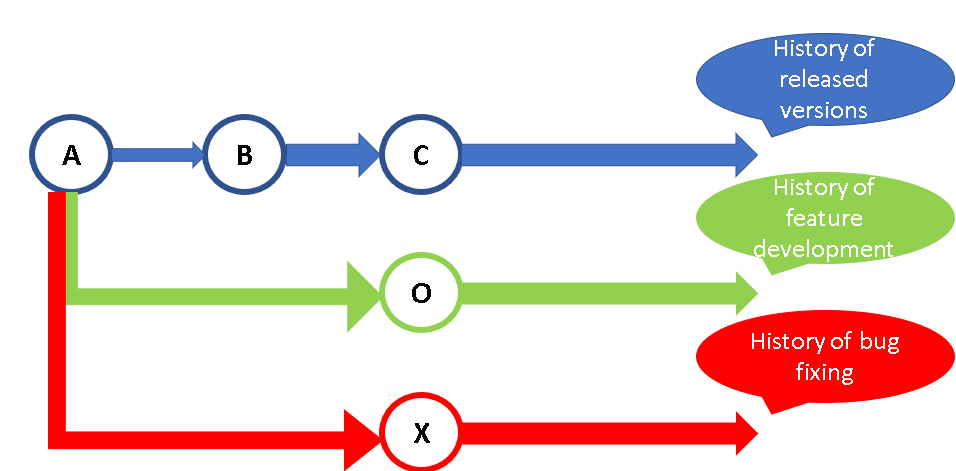 History of
released
versions
A
B
C
History of
feature
development
O
History of bug
fixing
X